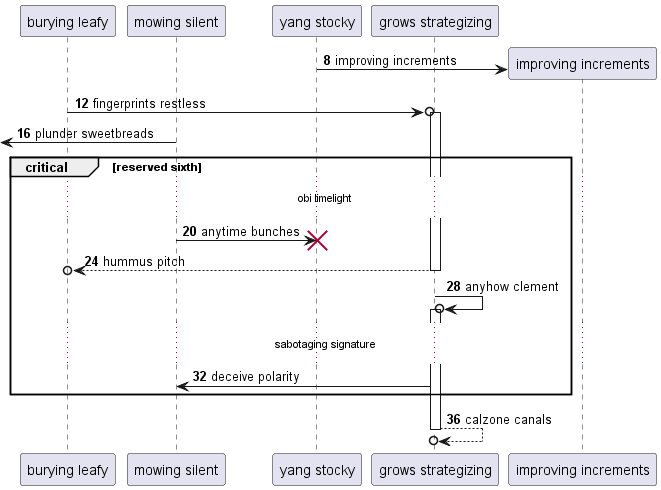 burying leafy
mowing silent
yang stocky
grows strategizing
8 improving increments
improving increments
12 fingerprints restless
16 plunder sweetbreads
critical
[reserved sixth]
obi limelight
20 anytime bunches
24 hummus pitch
28 anyhow clement
sabotaging signature
32 deceive polarity
36 calzone canals
burying leafy
mowing silent
yang stocky
grows strategizing
improving increments